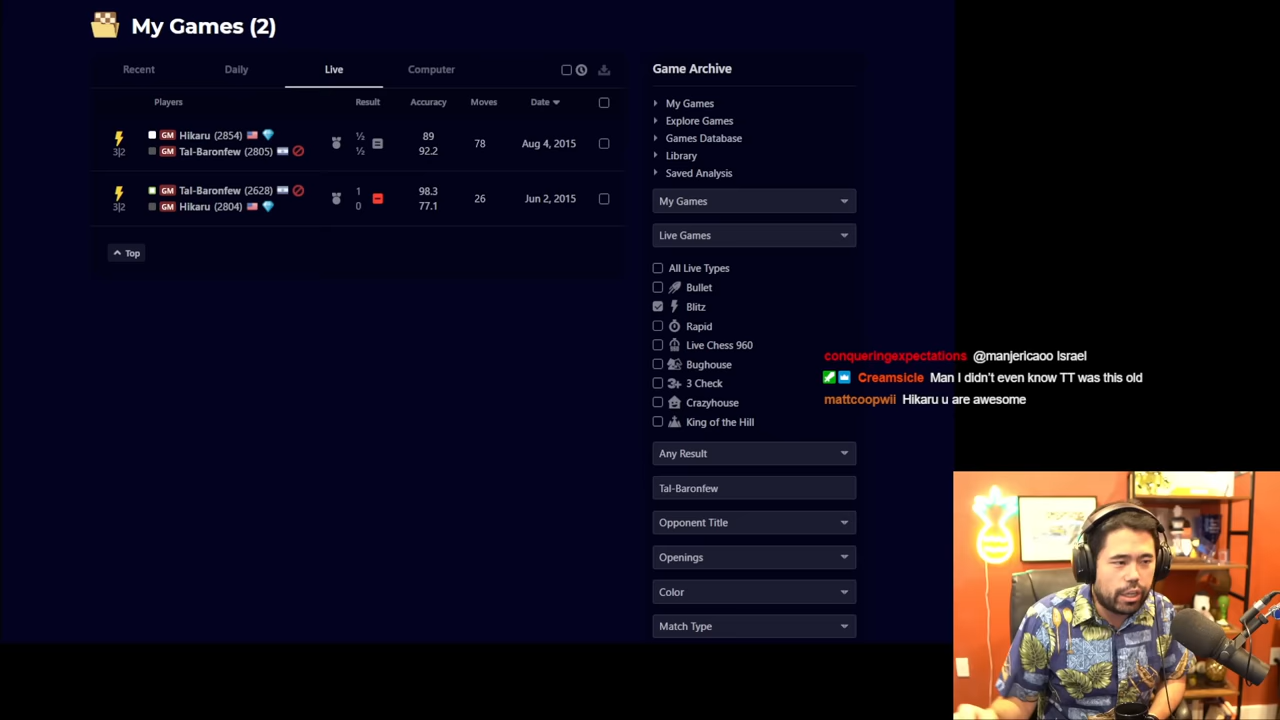 My Games (2)
Recent Daily Live Computer
Players Result Accuracy Moves Date
GM Hikaru (2854) ½ 89
3|2 GM Tal-Baronfew (2805) ½ 92.2 78 Aug 4, 2015
GM Tal-Baronfew (2628) 1 98.3
3|2 GM Hikaru (2804) 0 77.1 26 Jun 2, 2015
Top
Game Archive
My Games
Explore Games
Games Database
Library
Saved Analysis
My Games
Live Games
All Live Types
Bullet
Blitz
Rapid
Live Chess 960
Bughouse
3 Check
Crazyhouse
King of the Hill
Any Result
Tal-Baronfew
Opponent Title
Openings
Color
Match Type
conqueringexpectations @manjericaoo Israel
Creamsicle Man I didn't even know TT was this old
mattcoopwii Hikaru u are awesome